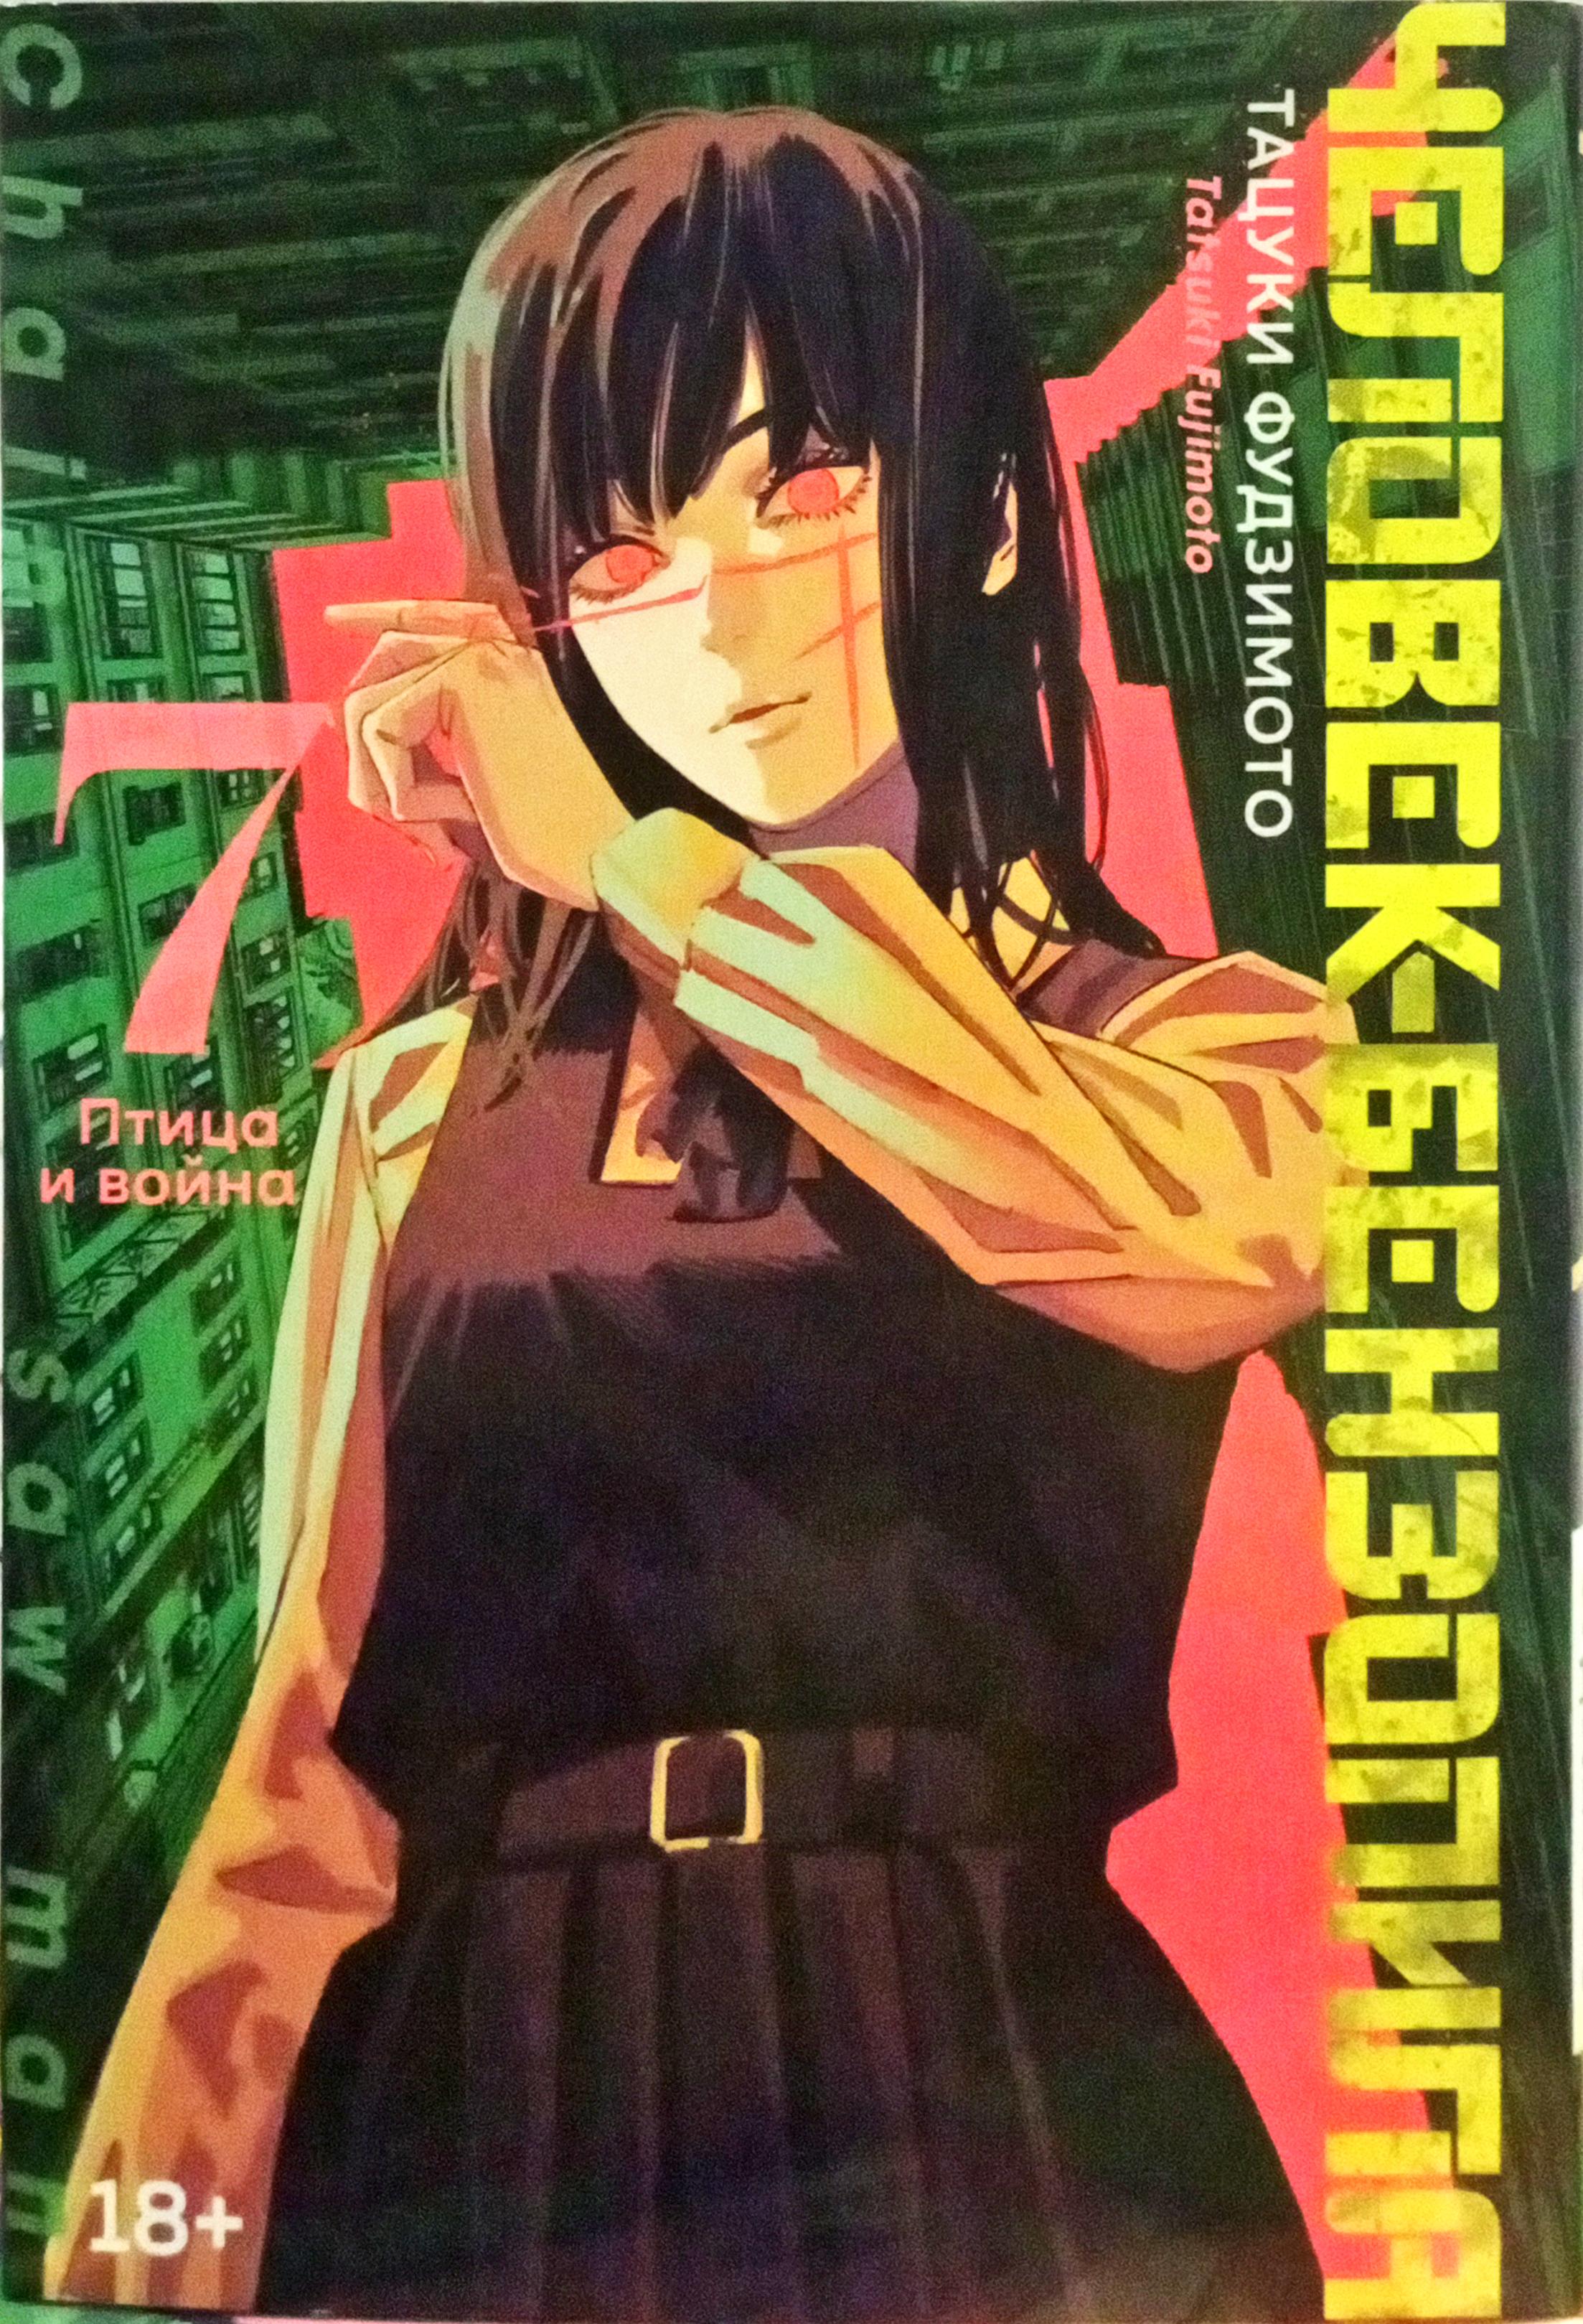 ЧЕЛОВЕК-БЕНЗОПИЛА
ТАЦУКИ ФУДЗИМОТО
Tatsuki Fujimoto
chainsaw man
7
Птица
и война
18+